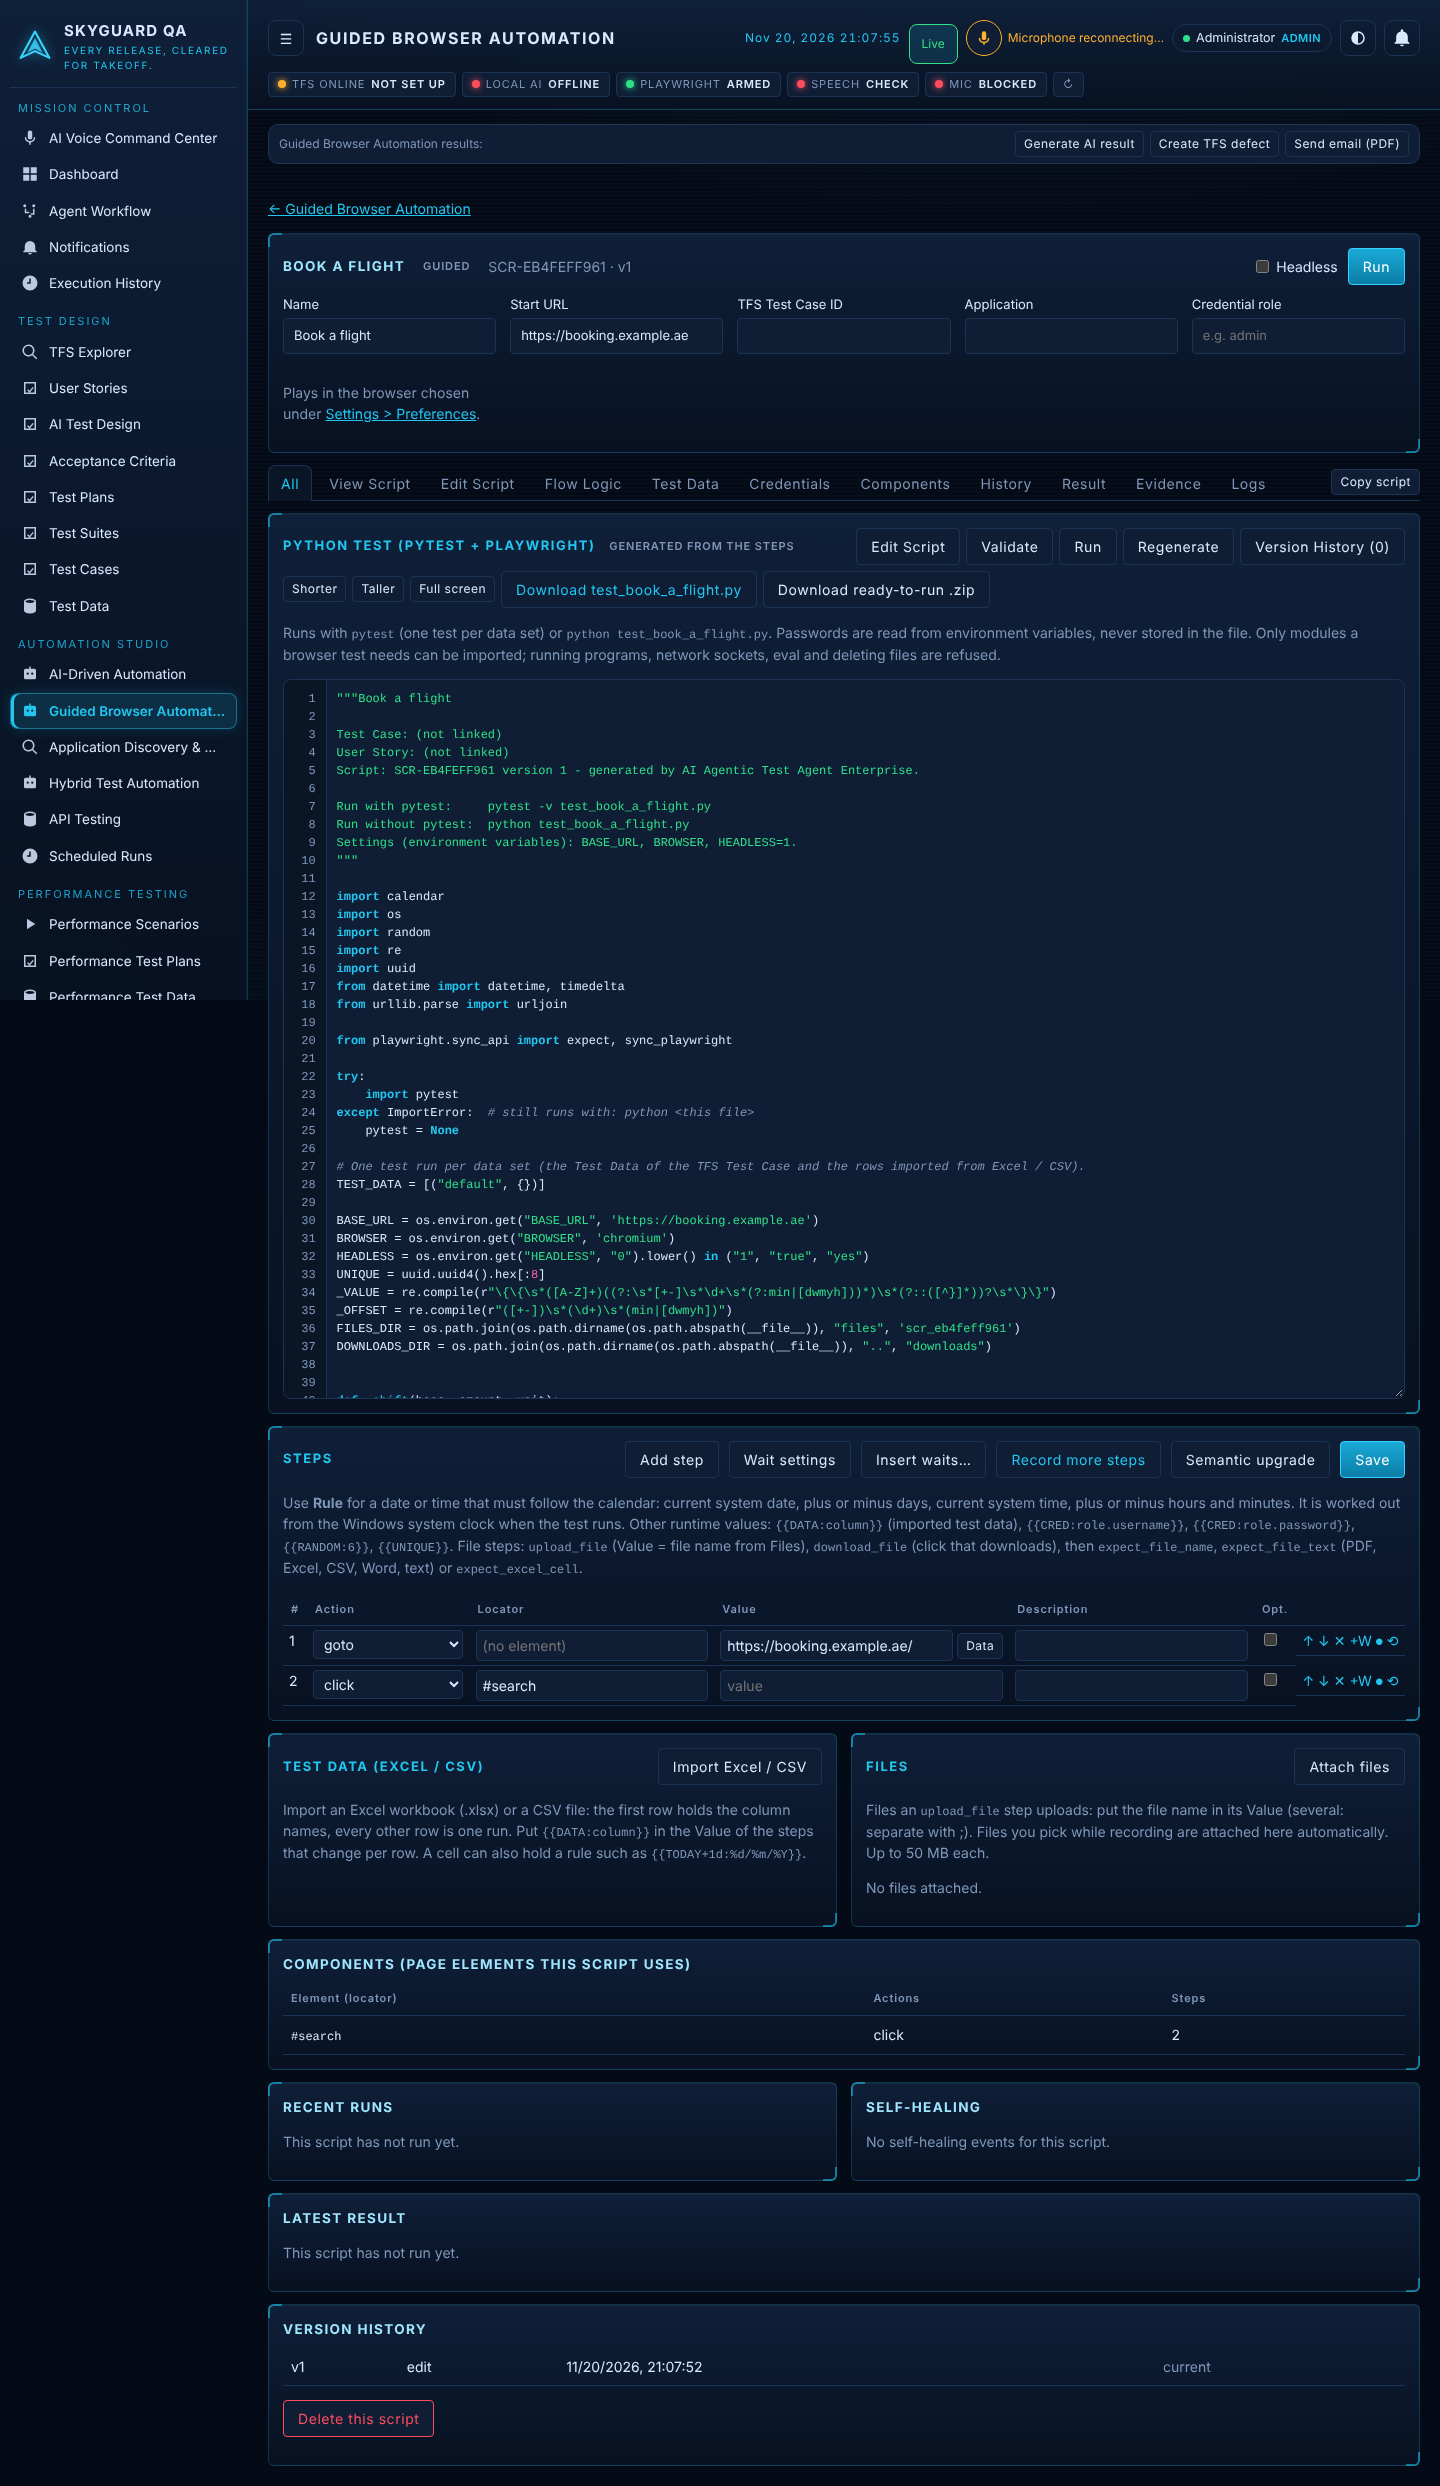 SKYGUARD QA
EVERY RELEASE, CLEARED
FOR TAKEOFF.
MISSION CONTROL
AI Voice Command Center
Dashboard
Agent Workflow
Notifications
Execution History
TEST DESIGN
TFS Explorer
User Stories
AI Test Design
Acceptance Criteria
Test Plans
Test Suites
Test Cases
Test Data
AUTOMATION STUDIO
AI-Driven Automation
Guided Browser Automat...
Application Discovery & ...
Hybrid Test Automation
API Testing
Scheduled Runs
PERFORMANCE TESTING
Performance Scenarios
Performance Test Plans
Performance Test Data
GUIDED BROWSER AUTOMATION
Nov 20, 2026 21:07:55
Live
Microphone reconnecting...
Administrator ADMIN
TFS ONLINE NOT SET UP
LOCAL AI OFFLINE
PLAYWRIGHT ARMED
SPEECH CHECK
MIC BLOCKED
Guided Browser Automation results:
Generate AI result
Create TFS defect
Send email (PDF)
← Guided Browser Automation
BOOK A FLIGHT GUIDED SCR-EB4FEFF961 · v1
Headless
Run
Name
Start URL
TFS Test Case ID
Application
Credential role
Book a flight
https://booking.example.ae
e.g. admin
Plays in the browser chosen
under Settings > Preferences.
All
View Script
Edit Script
Flow Logic
Test Data
Credentials
Components
History
Result
Evidence
Logs
Copy script
PYTHON TEST (PYTEST + PLAYWRIGHT) GENERATED FROM THE STEPS
Edit Script
Validate
Run
Regenerate
Version History (0)
Shorter
Taller
Full screen
Download test_book_a_flight.py
Download ready-to-run .zip
Runs with pytest (one test per data set) or python test_book_a_flight.py. Passwords are read from environment variables, never stored in the file. Only modules a
browser test needs can be imported; running programs, network sockets, eval and deleting files are refused.
1 """Book a flight
2
3 Test Case: (not linked)
4 User Story: (not linked)
5 Script: SCR-EB4FEFF961 version 1 - generated by AI Agentic Test Agent Enterprise.
6
7 Run with pytest:     pytest -v test_book_a_flight.py
8 Run without pytest:  python test_book_a_flight.py
9 Settings (environment variables): BASE_URL, BROWSER, HEADLESS=1.
10 """
11
12 import calendar
13 import os
14 import random
15 import re
16 import uuid
17 from datetime import datetime, timedelta
18 from urllib.parse import urljoin
19
20 from playwright.sync_api import expect, sync_playwright
21
22 try:
23     import pytest
24 except ImportError:  # still runs with: python <this file>
25     pytest = None
26
27 # One test run per data set (the Test Data of the TFS Test Case and the rows imported from Excel / CSV).
28 TEST_DATA = [("default", {})]
29
30 BASE_URL = os.environ.get("BASE_URL", 'https://booking.example.ae')
31 BROWSER = os.environ.get("BROWSER", 'chromium')
32 HEADLESS = os.environ.get("HEADLESS", "0").lower() in ("1", "true", "yes")
33 UNIQUE = uuid.uuid4().hex[:8]
34 _VALUE = re.compile(r"\{\{\s*([A-Z]+)((?:\s*[+-]\s*\d+\s*(?:min|[dwmyh]))*)\s*(?::([^}]*))?\s*\}\}")
35 _OFFSET = re.compile(r"([+-])\s*(\d+)\s*(min|[dwmyh])")
36 FILES_DIR = os.path.join(os.path.dirname(os.path.abspath(__file__)), "files", 'scr_eb4feff961')
37 DOWNLOADS_DIR = os.path.join(os.path.dirname(os.path.abspath(__file__)), "..", "downloads")
38
39
STEPS
Add step
Wait settings
Insert waits...
Record more steps
Semantic upgrade
Save
Use Rule for a date or time that must follow the calendar: current system date, plus or minus days, current system time, plus or minus hours and minutes. It is worked out
from the Windows system clock when the test runs. Other runtime values: {{DATA:column}} (imported test data), {{CRED:role.username}}, {{CRED:role.password}},
{{RANDOM:6}}, {{UNIQUE}}. File steps: upload_file (Value = file name from Files), download_file (click that downloads), then expect_file_name, expect_file_text (PDF,
Excel, CSV, Word, text) or expect_excel_cell.
# Action Locator Value Description Opt.
1 goto (no element) https://booking.example.ae/ Data ↑ ↓ ✕ +W ● ⟲
2 click #search value ↑ ↓ ✕ +W ● ⟲
TEST DATA (EXCEL / CSV)
Import Excel / CSV
Import an Excel workbook (.xlsx) or a CSV file: the first row holds the column
names, every other row is one run. Put {{DATA:column}} in the Value of the steps
that change per row. A cell can also hold a rule such as {{TODAY+1d:%d/%m/%Y}}.
FILES
Attach files
Files an upload_file step uploads: put the file name in its Value (several:
separate with ;). Files you pick while recording are attached here automatically.
Up to 50 MB each.
No files attached.
COMPONENTS (PAGE ELEMENTS THIS SCRIPT USES)
Element (locator) Actions Steps
#search click 2
RECENT RUNS
This script has not run yet.
SELF-HEALING
No self-healing events for this script.
LATEST RESULT
This script has not run yet.
VERSION HISTORY
v1 edit 11/20/2026, 21:07:52 current
Delete this script